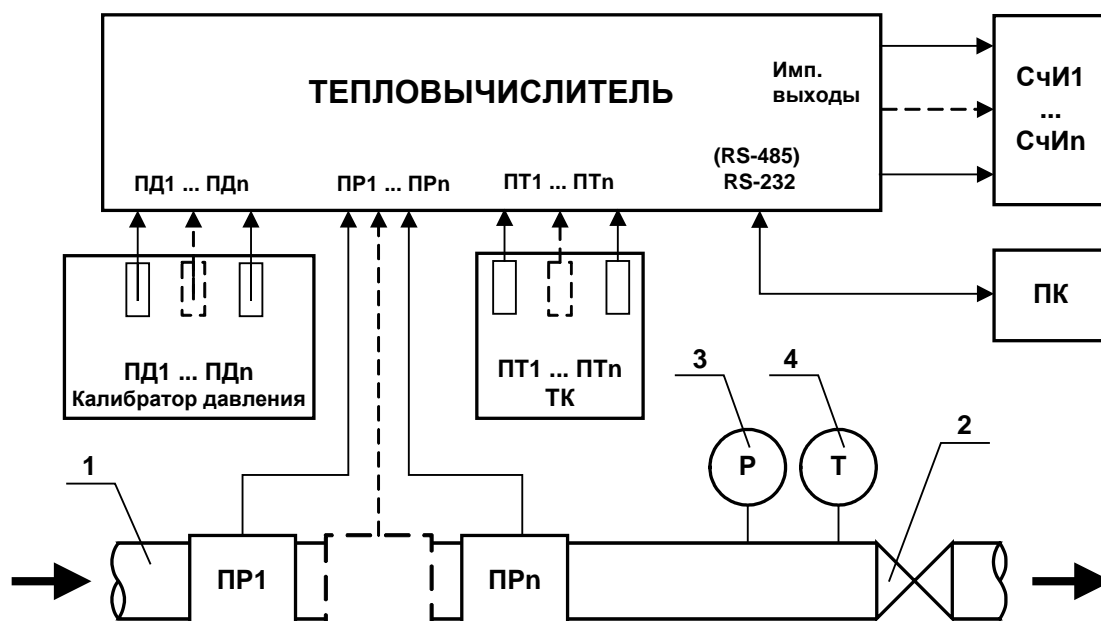 ТЕПЛОВЫЧИСЛИТЕЛЬ
Имп.
выходы
(RS-485)
RS-232
ПД1 ... ПДn
ПР1 ... ПРn
ПТ1 ... ПТn
СчИ1
...
СчИn
ПК
ПД1 ... ПДn
Калибратор давления
ПТ1 ... ПТn
ТК
3
4
2
1
P
T
ПР1
ПРn